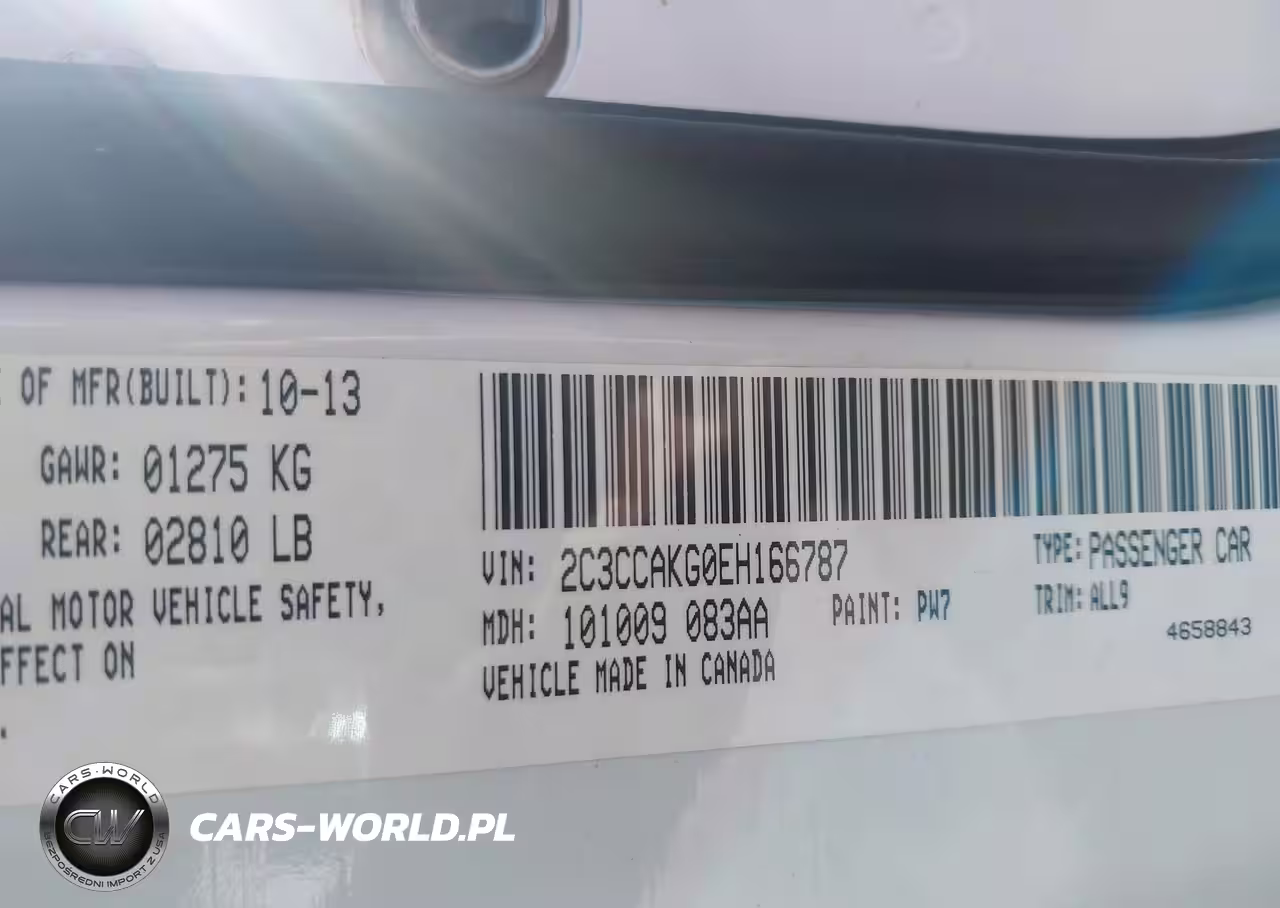 OF MFR(BUILT): 10-13
GAWR: 01275 KG
REAR: 02810 LB
AL MOTOR VEHICLE SAFETY,
FFECT ON
VIN: 2C3CCAKG0EH166787
TYPE: PASSENGER CAR
MDH: 101009 083AA
PAINT: PW7
TRIM: ALL9
4658843
VEHICLE MADE IN CANADA
CARS-WORLD
CW
BEZPOŚREDNI IMPORT Z USA
CARS-WORLD.PL